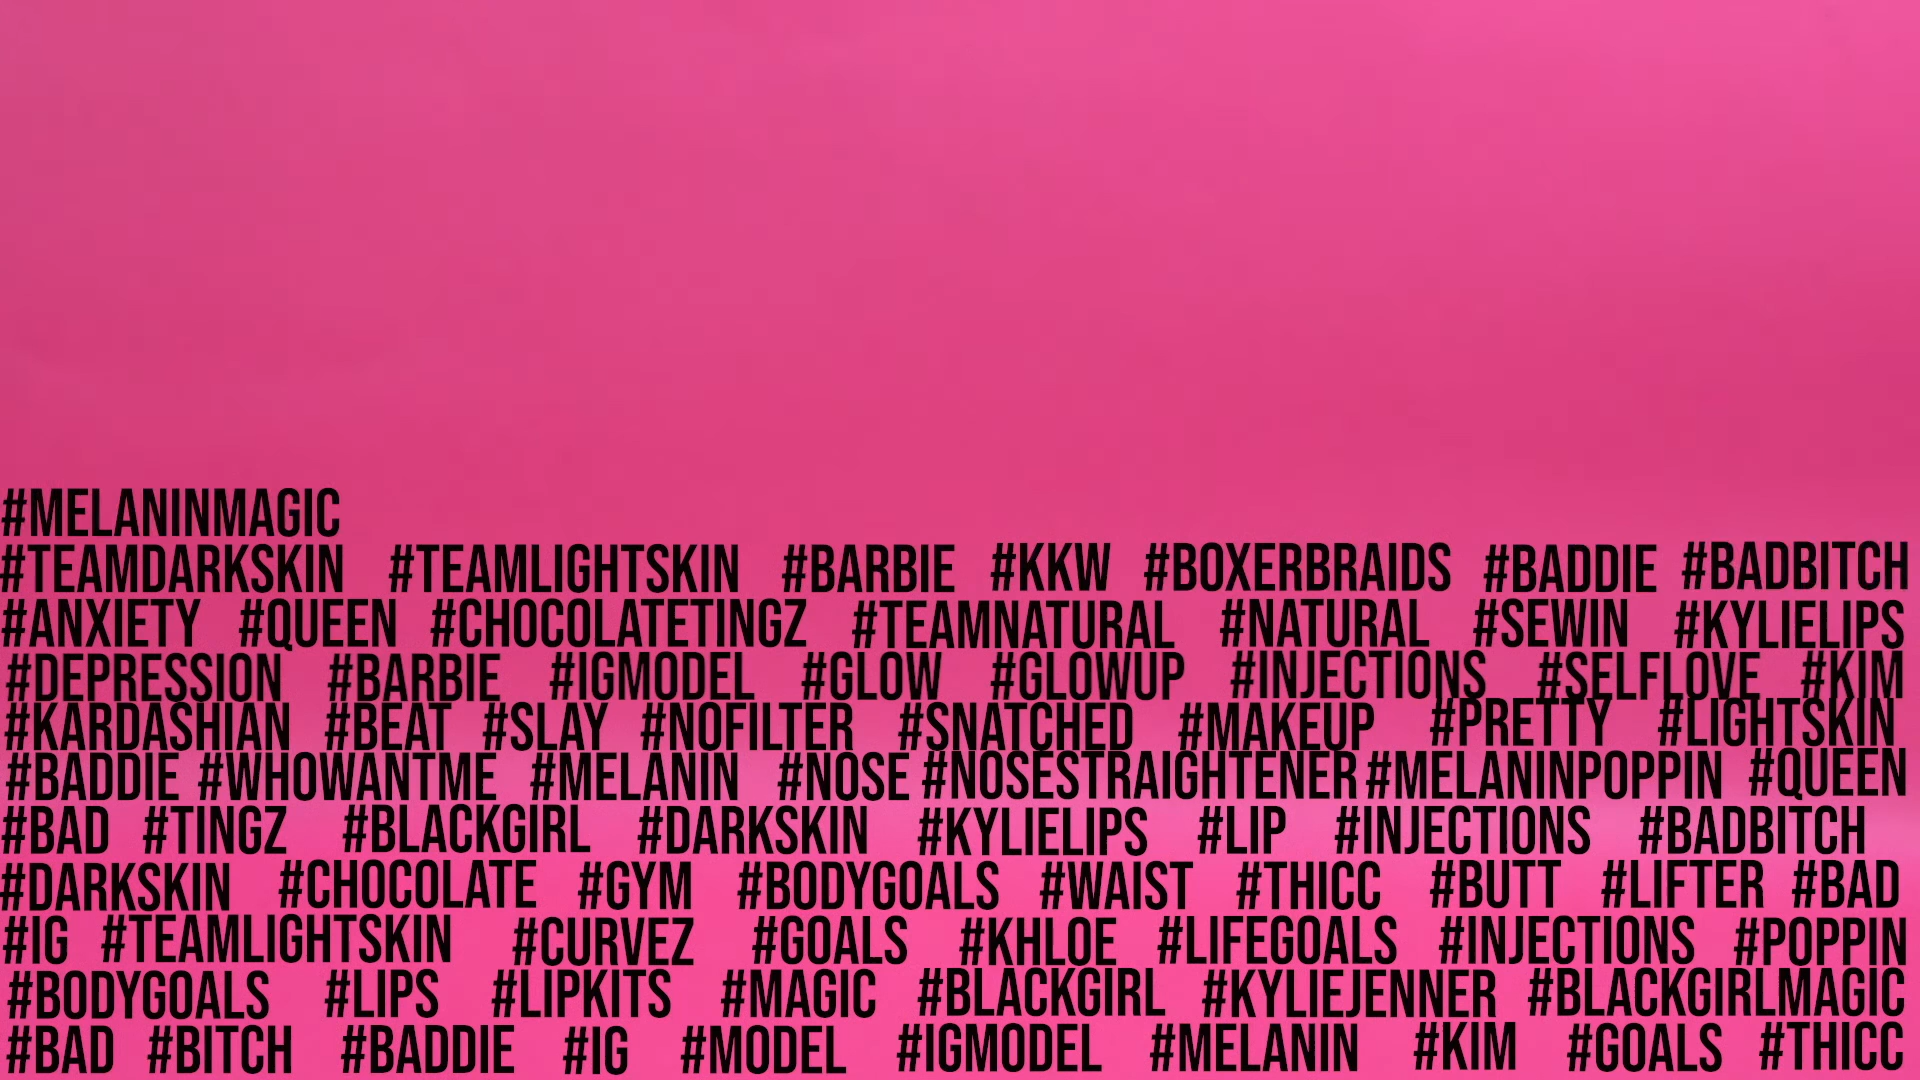 #MELANINMAGIC
#TEAMDARKSKIN #TEAMLIGHTSKIN #BARBIE #KKW #BOXERBRAIDS #BADDIE #BADBITCH
#ANXIETY #QUEEN #CHOCOLATETINGZ #TEAMNATURAL #NATURAL #SEWIN #KYLIELIPS
#DEPRESSION #BARBIE #IGMODEL #GLOW #GLOWUP #INJECTIONS #SELFLOVE #KIM
#KARDASHIAN #BEAT #SLAY #NOFILTER #SNATCHED #MAKEUP #PRETTY #LIGHTSKIN
#BADDIE #WHOWANTME #MELANIN #NOSE #NOSESTRAIGHTENER #MELANINPOPPIN #QUEEN
#BAD #TINGZ #BLACKGIRL #DARKSKIN #KYLIELIPS #LIP #INJECTIONS #BADBITCH
#DARKSKIN #CHOCOLATE #GYM #BODYGOALS #WAIST #THICC #BUTT #LIFTER #BAD
#IG #TEAMLIGHTSKIN #CURVEZ #GOALS #KHLOE #LIFEGOALS #INJECTIONS #POPPIN
#BODYGOALS #LIPS #LIPKITS #MAGIC #BLACKGIRL #KYLIEJENNER #BLACKGIRLMAGIC
#BAD #BITCH #BADDIE #IG #MODEL #IGMODEL #MELANIN #KIM #GOALS #THICC